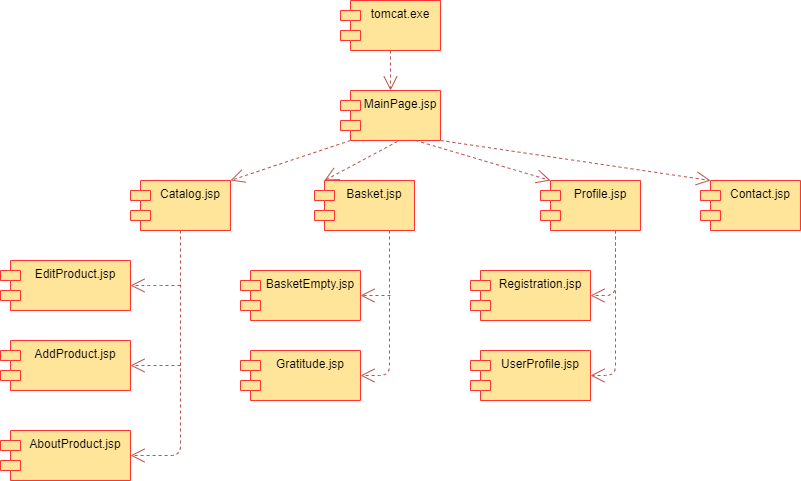 tomcat.exe
MainPage.jsp
Catalog.jsp
Basket.jsp
Profile.jsp
Contact.jsp
EditProduct.jsp
BasketEmpty.jsp
Registration.jsp
AddProduct.jsp
Gratitude.jsp
UserProfile.jsp
AboutProduct.jsp